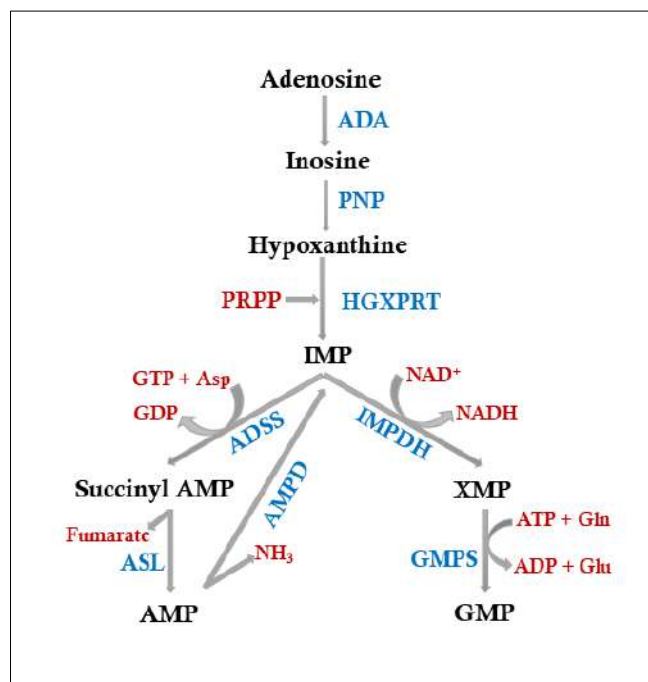 Adenosine
ADA
Inosine
PNP
Hypoxanthine
PRPP
HGXPRT
IMP
GTP + Asp
NAD⁺
GDP
NADH
ADSS
IMPDH
Succinyl AMP
AMPD
XMP
Fumarate
NH₃
ATP + Gln
ASL
GMPS
ADP + Glu
AMP
GMP